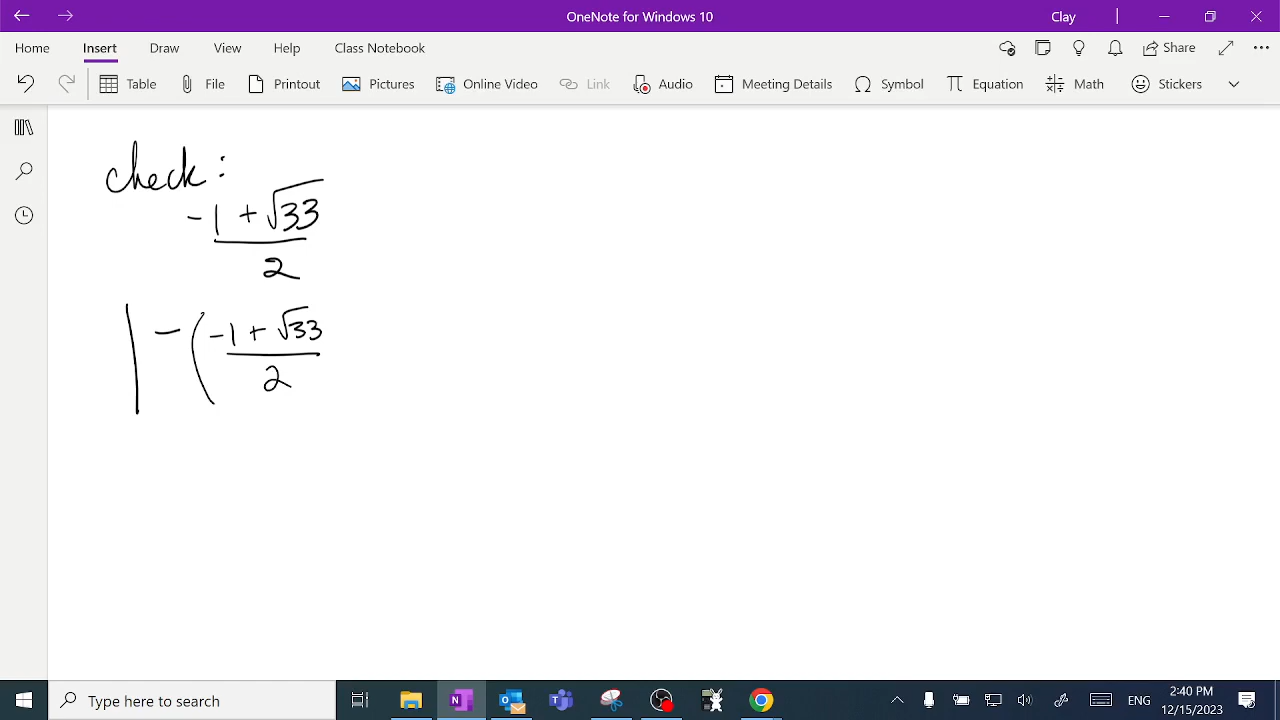 OneNote for Windows 10
Clay
Home Insert Draw View Help Class Notebook
Share
Table File Printout Pictures Online Video Link Audio Meeting Details Symbol Equation Math Stickers
check:
-1 + √33
2
| - ( -1 + √33
2
Type here to search
ENG
2:40 PM
12/15/2023